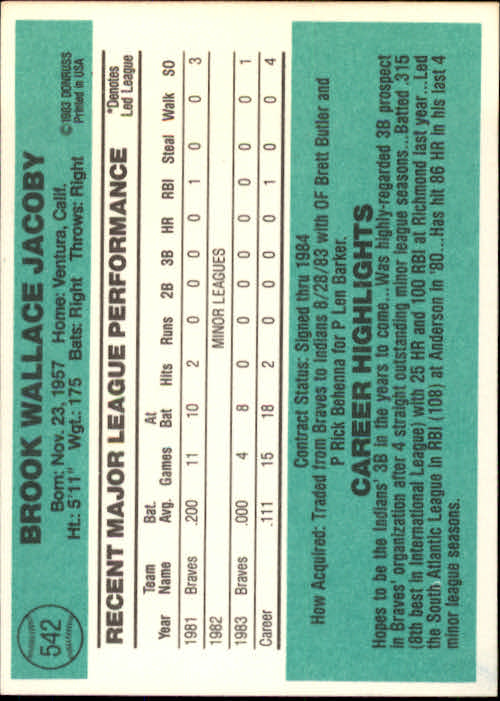 542
BROOK WALLACE JACOBY
Born: Nov. 23, 1957 Home: Ventura, Calif.
Ht.: 5'11" Wgt.: 175 Bats: Right Throws: Right
© 1983 DONRUSS
Printed in USA
RECENT MAJOR LEAGUE PERFORMANCE
*Denotes
Led League
Team Bat. At
Year Name Avg. Games Bat Hits Runs 2B 3B HR RBI Steal Walk SO
1981 Braves .200 11 10 2 0 0 0 0 1 0 0 3
1982 MINOR LEAGUES
1983 Braves .000 4 8 0 0 0 0 0 0 0 0 1
Career .111 15 18 2 0 0 0 0 1 0 0 4
Contract Status: Signed thru 1984
How Acquired: Traded from Braves to Indians 8/28/83 with OF Brett Butler and
P Rick Behenna for P Len Barker.
CAREER HIGHLIGHTS
Hopes to be the Indians' 3B in the years to come...Was highly-regarded 3B prospect
in Braves' organization after 4 straight outstanding minor league seasons...Batted .315
(8th best in International League) with 25 HR and 100 RBI at Richmond last year...Led
the South Atlantic League in RBI (108) at Anderson in '80...Has hit 86 HR in his last 4
minor league seasons.